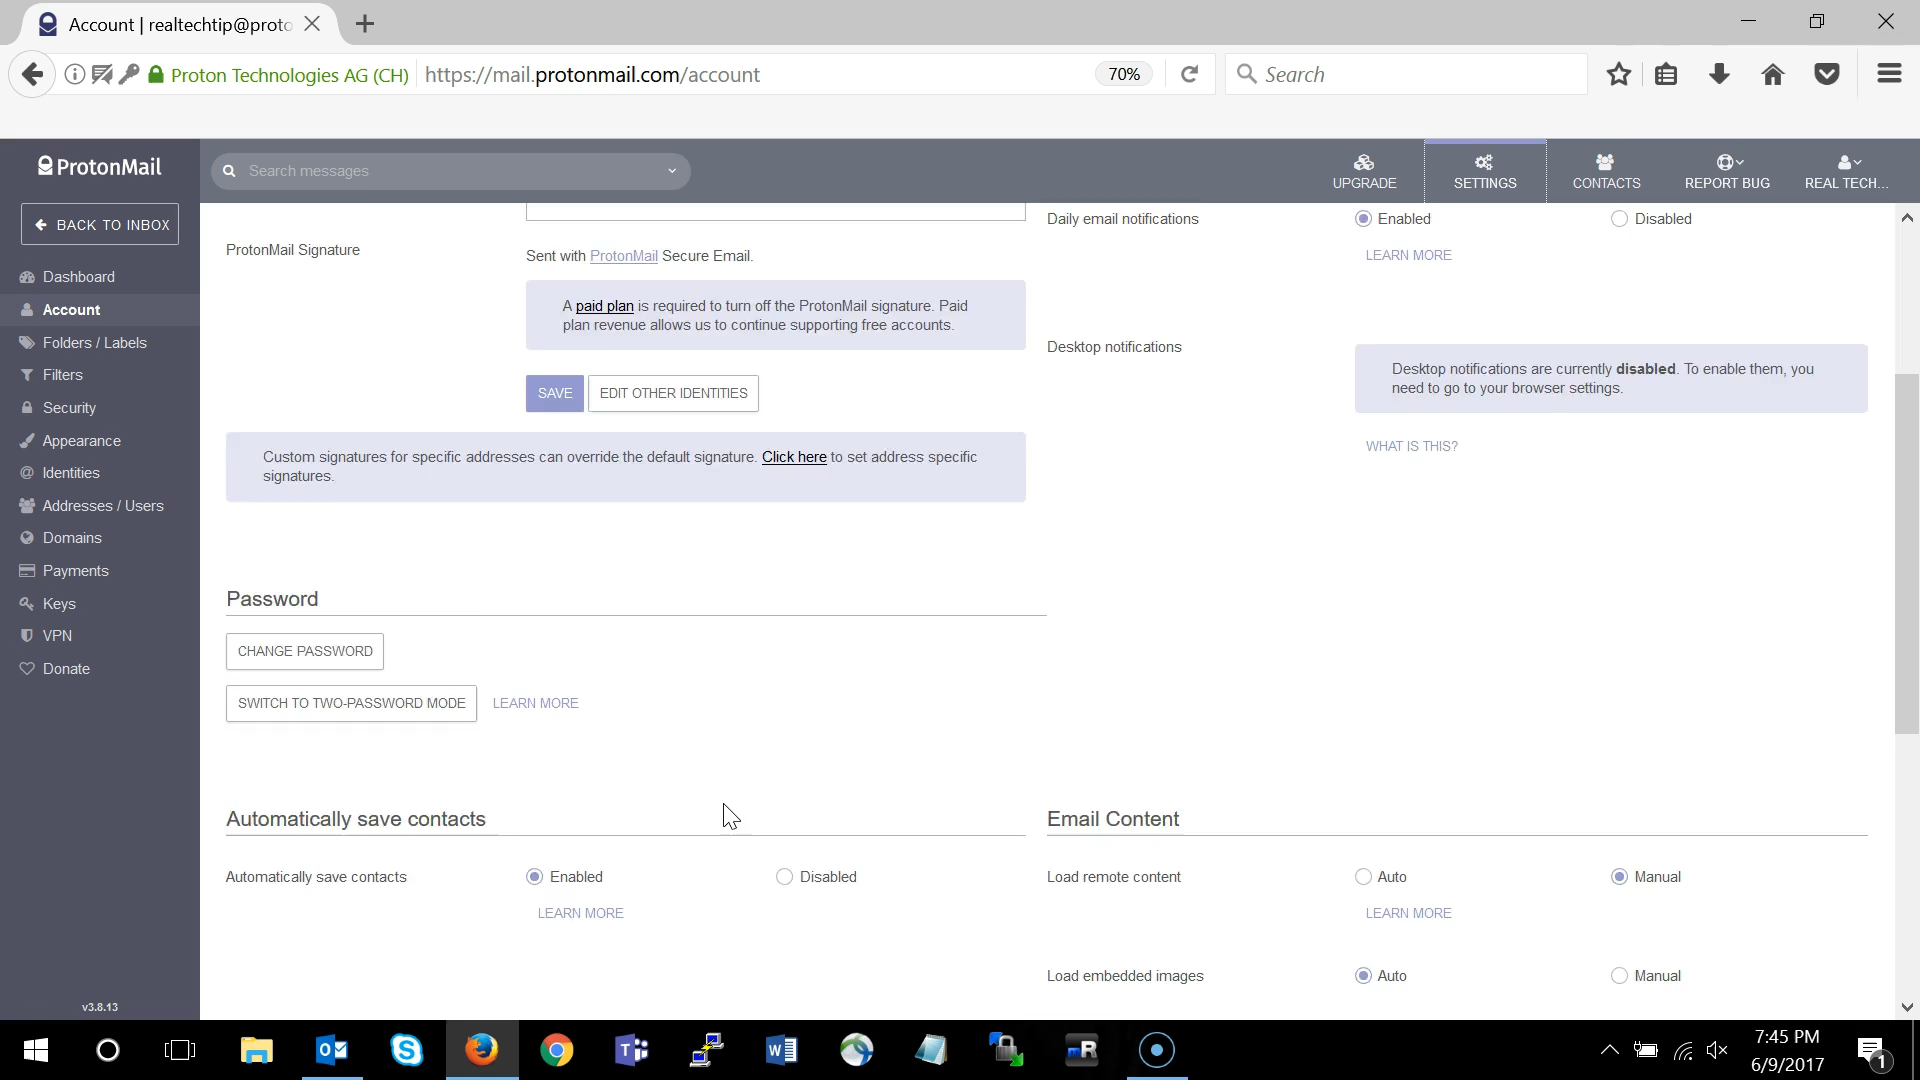 Account | realtechtip@proto
Proton Technologies AG (CH)
https://mail.protonmail.com/account
70%
Search
ProtonMail
Search messages
UPGRADE
SETTINGS
CONTACTS
REPORT BUG
REAL TECH...
BACK TO INBOX
Dashboard
Account
Folders / Labels
Filters
Security
Appearance
Identities
Addresses / Users
Domains
Payments
Keys
VPN
Donate
v3.8.13
ProtonMail Signature
Sent with ProtonMail Secure Email.
A paid plan is required to turn off the ProtonMail signature. Paid
plan revenue allows us to continue supporting free accounts.
SAVE
EDIT OTHER IDENTITIES
Custom signatures for specific addresses can override the default signature. Click here to set address specific
signatures.
Daily email notifications
Enabled
Disabled
LEARN MORE
Desktop notifications
Desktop notifications are currently disabled. To enable them, you
need to go to your browser settings.
WHAT IS THIS?
Password
CHANGE PASSWORD
SWITCH TO TWO-PASSWORD MODE
LEARN MORE
Automatically save contacts
Automatically save contacts
Enabled
Disabled
LEARN MORE
Email Content
Load remote content
Auto
Manual
LEARN MORE
Load embedded images
Auto
Manual
7:45 PM
6/9/2017
1